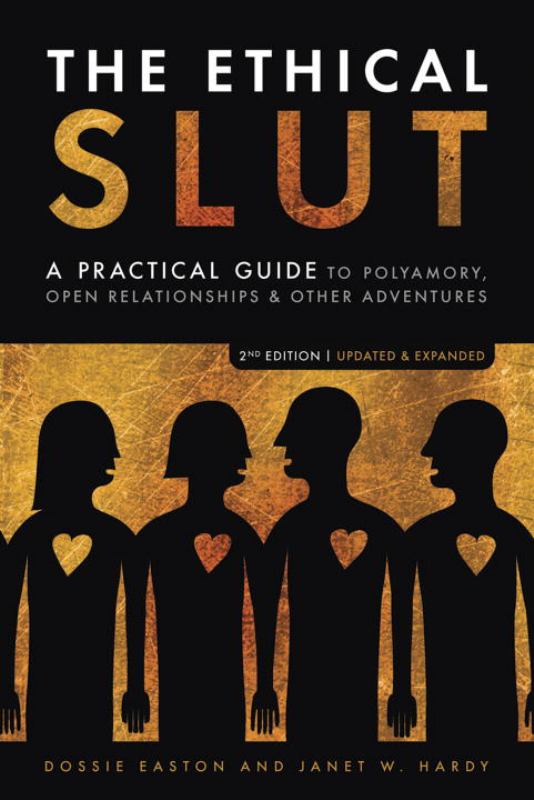 THE ETHICAL
SLUT
A PRACTICAL GUIDE TO POLYAMORY,
OPEN RELATIONSHIPS & OTHER ADVENTURES
2ND EDITION | UPDATED & EXPANDED
DOSSIE EASTON AND JANET W. HARDY